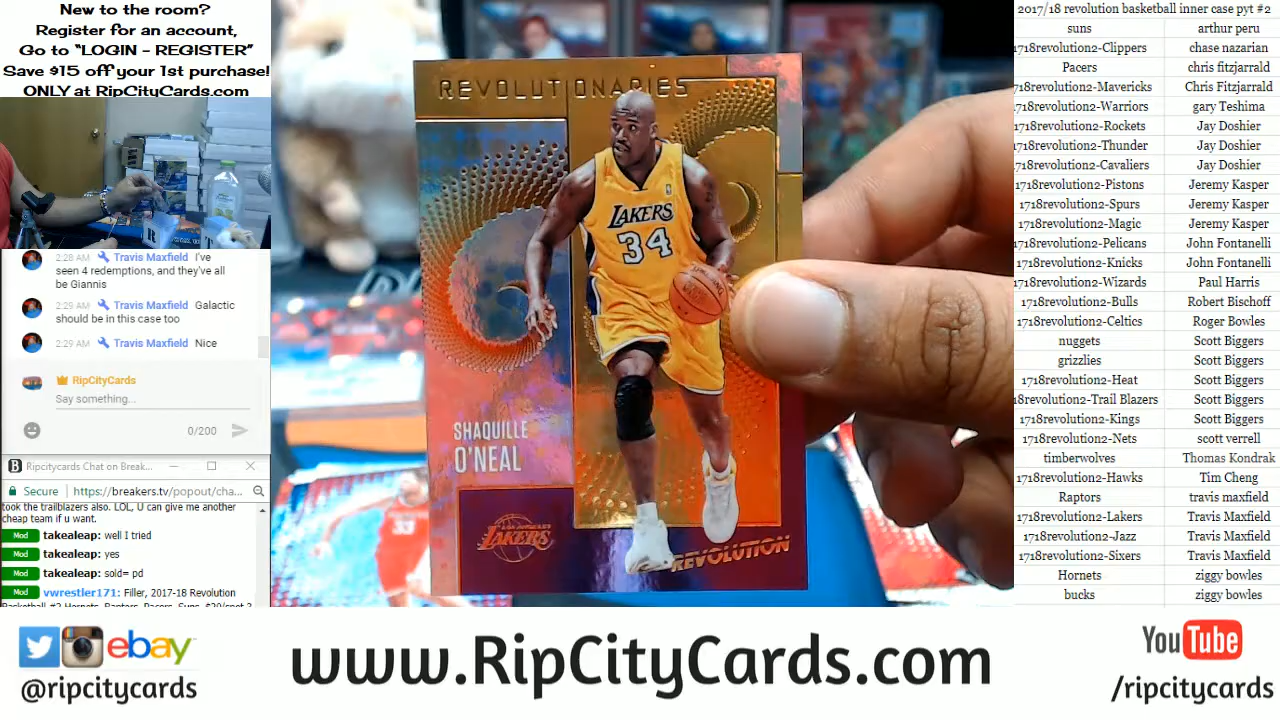 New to the room?
Register for an account,
Go to "LOGIN - REGISTER"
Save $15 off your 1st purchase!
ONLY at RipCityCards.com
2:28 AM Travis Maxfield I've
seen 4 redemptions, and they've all
be Giannis
2:29 AM Travis Maxfield Galactic
should be in this case too
2:29 AM Travis Maxfield Nice
RipCityCards
Say something...
0/200
Ripcitycards Chat on Break...
Secure https://breakers.tv/popout/cha...
took the trailblazers also. LOL, U can give me another
cheap team if u want.
Mod takealeap: well I tried
Mod takealeap: yes
Mod takealeap: sold= pd
Mod vwrestler171: Filler, 2017-18 Revolution
Basketball #2 Hornets, Raptors, Pacers, Suns, $20/spot 3
REVOLUTIONARIES
LAKERS
34
SHAQUILLE
O'NEAL
LAKERS
REVOLUTION
33
R
2017/18 revolution basketball inner case pyt #2
suns arthur peru
1718revolution2-Clippers chase nazarian
Pacers chris fitzjarrald
1718revolution2-Mavericks Chris Fitzjarrald
1718revolution2-Warriors gary Teshima
1718revolution2-Rockets Jay Doshier
1718revolution2-Thunder Jay Doshier
1718revolution2-Cavaliers Jay Doshier
1718revolution2-Pistons Jeremy Kasper
1718revolution2-Spurs Jeremy Kasper
1718revolution2-Magic Jeremy Kasper
1718revolution2-Pelicans John Fontanelli
1718revolution2-Knicks John Fontanelli
1718revolution2-Wizards Paul Harris
1718revolution2-Bulls Robert Bischoff
1718revolution2-Celtics Roger Bowles
nuggets Scott Biggers
grizzlies Scott Biggers
1718revolution2-Heat Scott Biggers
1718revolution2-Trail Blazers Scott Biggers
1718revolution2-Kings Scott Biggers
1718revolution2-Nets scott verrell
timberwolves Thomas Kondrak
1718revolution2-Hawks Tim Cheng
Raptors travis maxfield
1718revolution2-Lakers Travis Maxfield
1718revolution2-Jazz Travis Maxfield
1718revolution2-Sixers Travis Maxfield
Hornets ziggy bowles
bucks ziggy bowles
ebay
@ripcitycards
www.RipCityCards.com
YouTube
/ripcitycards